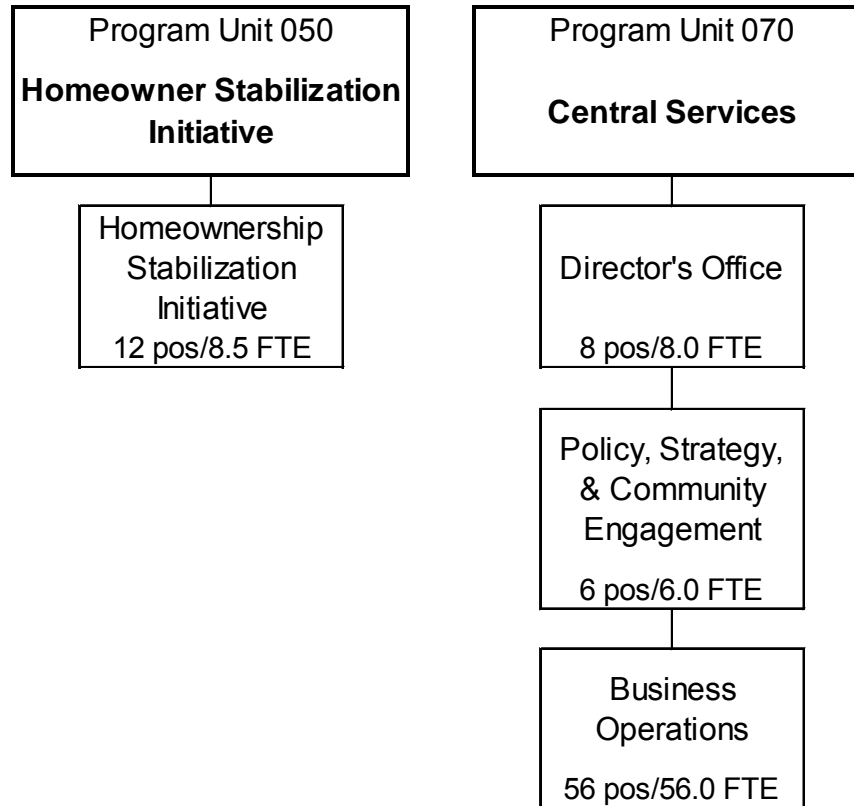 Program Unit 050
Homeowner Stabilization
Initiative
Homeownership
Stabilization
Initiative
12 pos/8.5 FTE
Program Unit 070
Central Services
Director's Office
8 pos/8.0 FTE
Policy, Strategy,
& Community
Engagement
6 pos/6.0 FTE
Business
Operations
56 pos/56.0 FTE